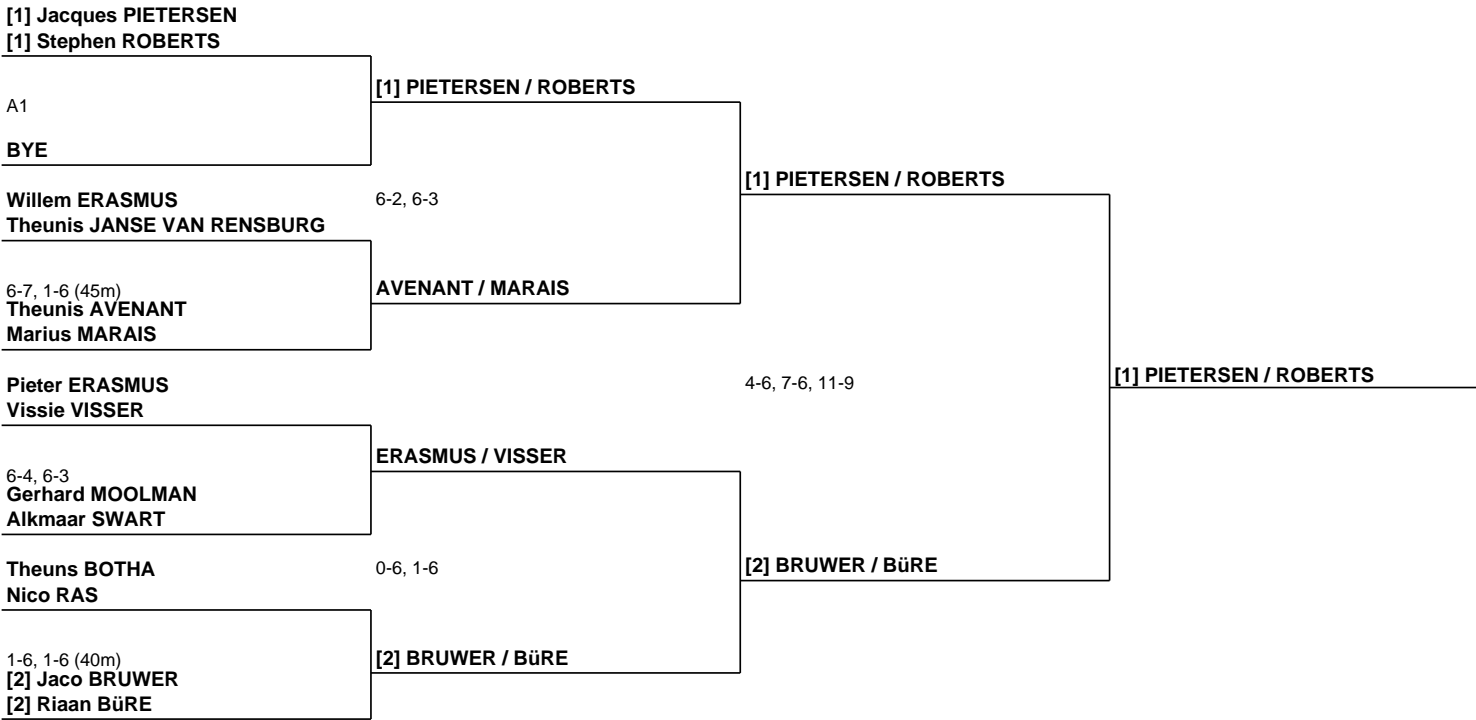 [1] Jacques PIETERSEN
[1] Stephen ROBERTS
[1] PIETERSEN / ROBERTS
A1
BYE
[1] PIETERSEN / ROBERTS
Willem ERASMUS
6-2, 6-3
Theunis JANSE VAN RENSBURG
6-7, 1-6 (45m)
AVENANT / MARAIS
Theunis AVENANT
Marius MARAIS
Pieter ERASMUS
4-6, 7-6, 11-9
[1] PIETERSEN / ROBERTS
Vissie VISSER
ERASMUS / VISSER
6-4, 6-3
Gerhard MOOLMAN
Alkmaar SWART
Theuns BOTHA
0-6, 1-6
[2] BRUWER / BüRE
Nico RAS
1-6, 1-6 (40m)
[2] BRUWER / BüRE
[2] Jaco BRUWER
[2] Riaan BüRE